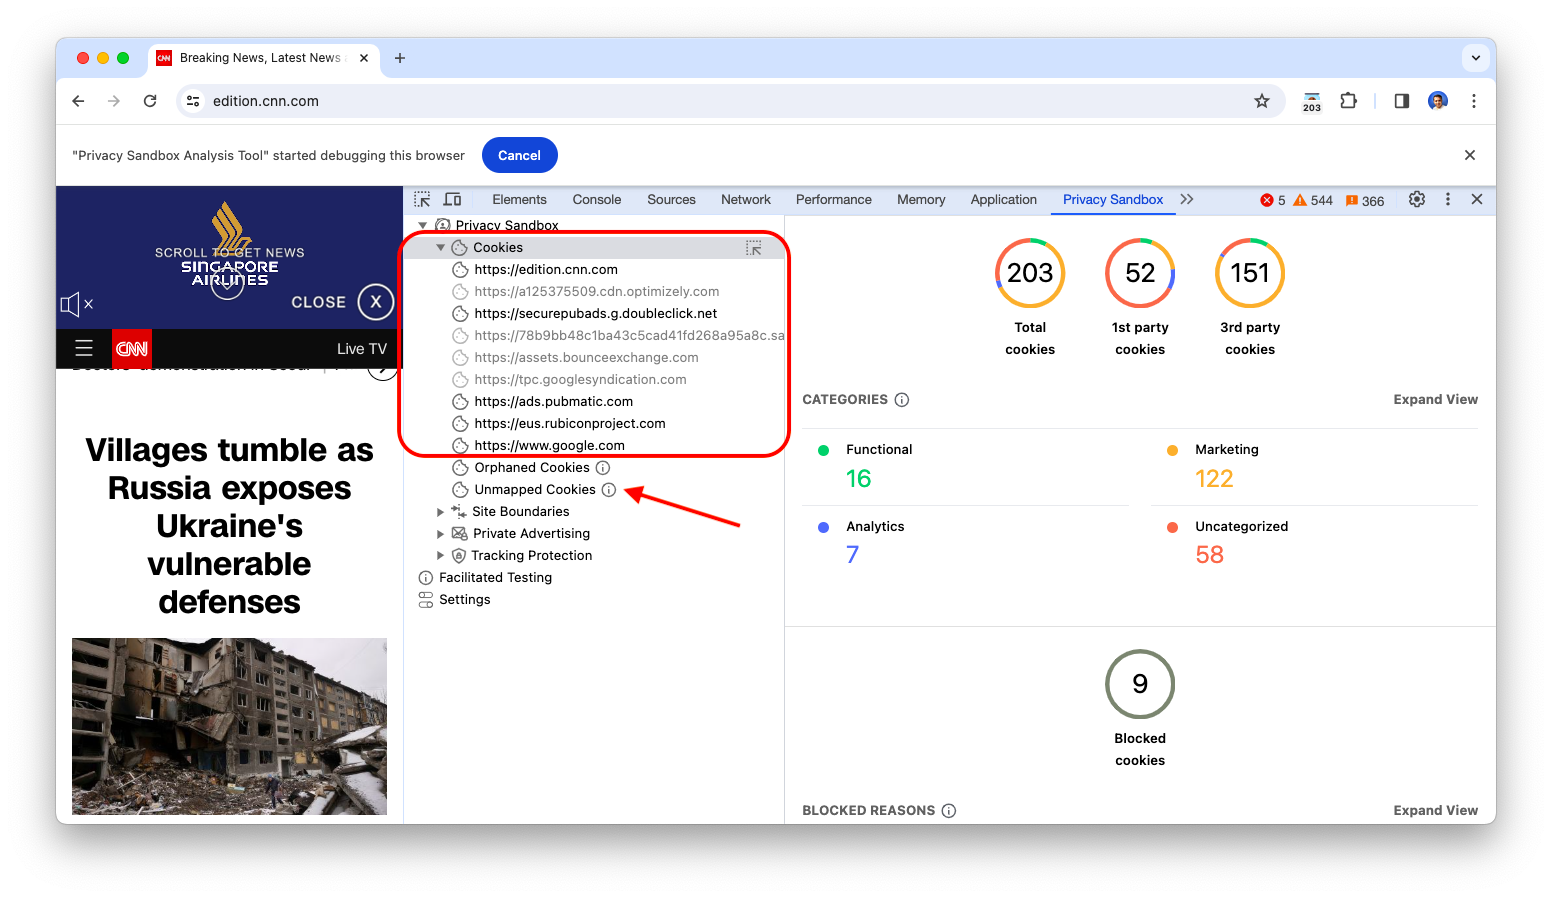 CNN Breaking News, Latest News
edition.cnn.com
203
"Privacy Sandbox Analysis Tool" started debugging this browser
Cancel
SCROLL TO GET NEWS
SINGAPORE
AIRLINES
CLOSE X
CNN
Live TV
Villages tumble as
Russia exposes
Ukraine's
vulnerable
defenses
Elements Console Sources Network Performance Memory Application Privacy Sandbox
5 544 366
Privacy Sandbox
Cookies
https://edition.cnn.com
https://a125375509.cdn.optimizely.com
https://securepubads.g.doubleclick.net
https://78b9bb48c1ba43c5cad41fd268a95a8c.sa
https://assets.bounceexchange.com
https://tpc.googlesyndication.com
https://ads.pubmatic.com
https://eus.rubiconproject.com
https://www.google.com
Orphaned Cookies
Unmapped Cookies
Site Boundaries
Private Advertising
Tracking Protection
Facilitated Testing
Settings
203
Total
cookies
52
1st party
cookies
151
3rd party
cookies
CATEGORIES
Expand View
Functional
16
Marketing
122
Analytics
7
Uncategorized
58
9
Blocked
cookies
BLOCKED REASONS
Expand View